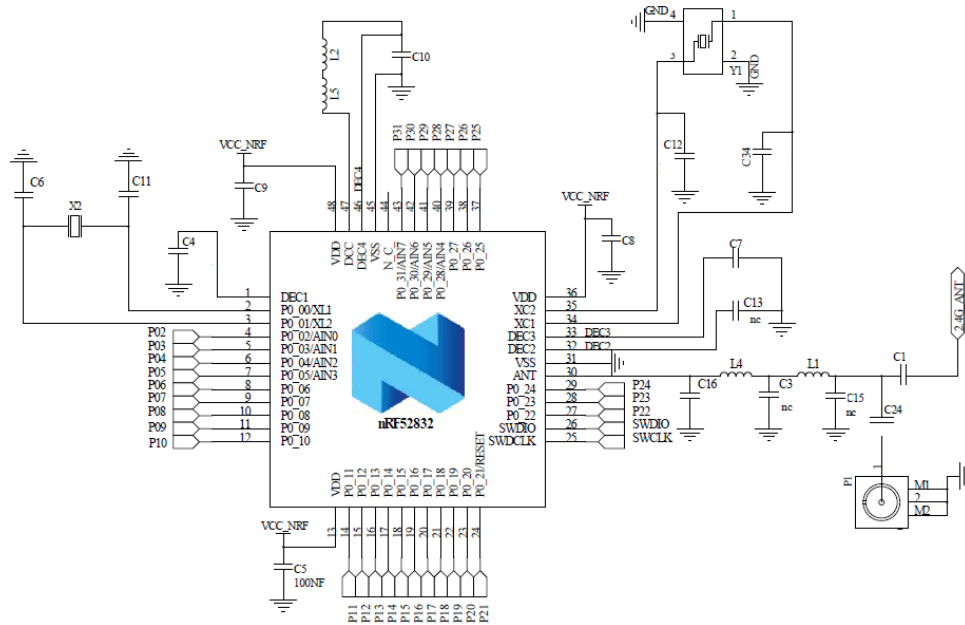 GND 4
1
3
2
Y1
GND
L2
L5
C10
P31
P30
P29
P28
P27
P26
P25
VCC_NRF
C9
C6
C11
X2
C4
C12
C34
VCC_NRF
C8
C7
C13
nc
DEC4
48
47
46
45
44
43
42
41
40
39
38
37
VDD
DCC
DEC4
VSS
N_C_
P0_31/AIN7
P0_30/AIN6
P0_29/AIN5
P0_28/AIN4
P0_27
P0_26
P0_25
1 DEC1
2 P0_00/XL1
3 P0_01/XL2
P02 4 P0_02/AIN0
P03 5 P0_03/AIN1
P04 6 P0_04/AIN2
P05 7 P0_05/AIN3
P06 8 P0_06
P07 9 P0_07
P08 10 P0_08
P09 11 P0_09
P10 12 P0_10
nRF52832
VDD 36
XC2 35
XC1 34
DEC3 33 DEC3
DEC2 32 DEC2
VSS 31
ANT 30
P0_24 29 P24
P0_23 28 P23
P0_22 27 P22
SWDIO 26 SWDIO
SWDCLK 25 SWCLK
C16
L4
C3
nc
L1
C15
nc
C1
C24
2.4G_ANT
P1
1
M1
2
M2
VDD
P0_11
P0_12
P0_13
P0_14
P0_15
P0_16
P0_17
P0_18
P0_19
P0_20
P0_21/RESET
13
14
15
16
17
18
19
20
21
22
23
24
VCC_NRF
C5
100NF
P11
P12
P13
P14
P15
P16
P17
P18
P19
P20
P21